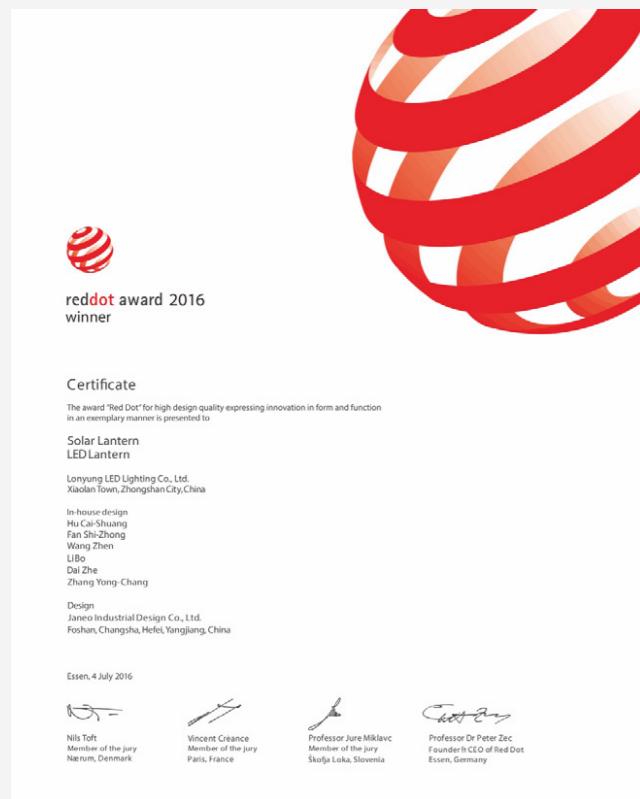 reddot award 2016
winner
Certificate
The award "Red Dot" for high design quality expressing innovation in form and function
in an exemplary manner is presented to
Solar Lantern
LED Lantern
Lonyung LED Lighting Co., Ltd.
Xiaolan Town, Zhongshan City, China
In-house design
Hu Cai-Shuang
Fan Shi-Zhong
Wang Zhen
Li Bo
Dai Zhe
Zhang Yong-Chang
Design
Janeo Industrial Design Co., Ltd.
Foshan, Changsha, Hefei, Yangjiang, China
Essen, 4 July 2016
Nils Toft
Member of the jury
Nærum, Denmark
Vincent Créance
Member of the jury
Paris, France
Professor Jure Miklavc
Member of the jury
Škofja Loka, Slovenia
Professor Dr Peter Zec
Founder & CEO of Red Dot
Essen, Germany